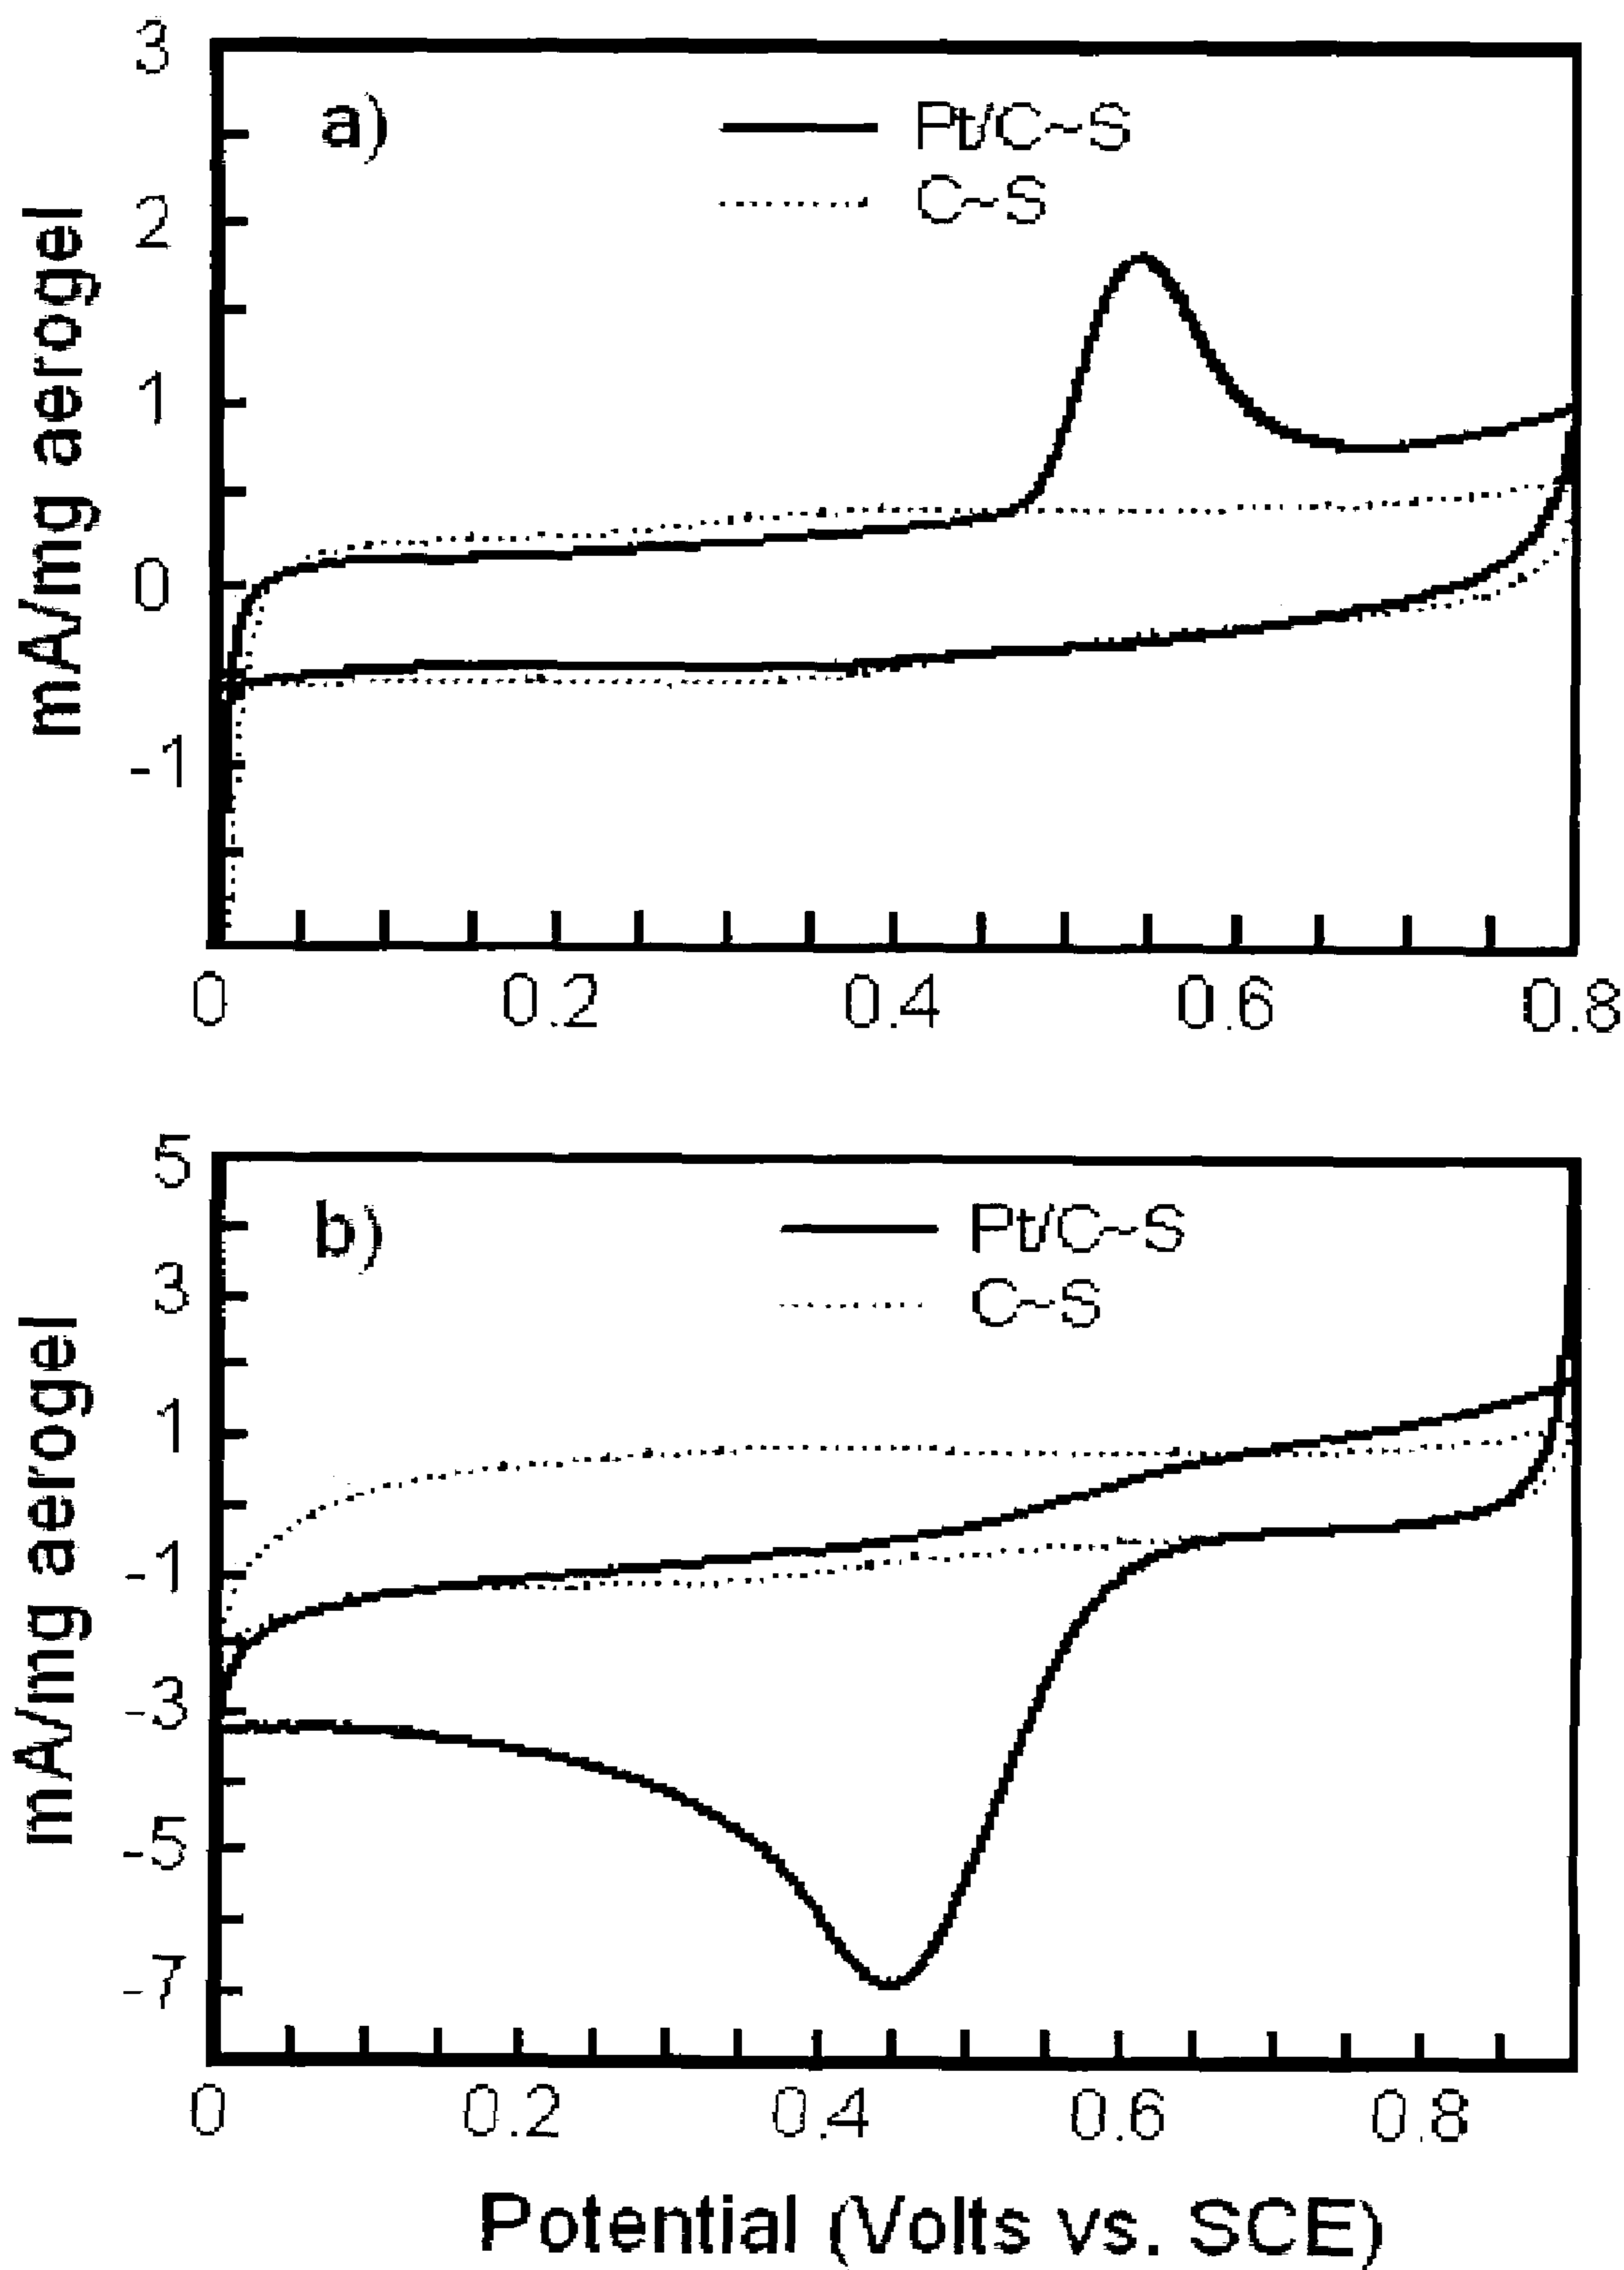 3
a)
Pt/C~S
C~S
2
1
0
-1
mA/mg aerogel
0 0.2 0.4 0.6 0.8
5
b)
Pt/C~S
C~S
3
1
-1
-3
-5
-7
mA/mg aerogel
0 0.2 0.4 0.6 0.8
Potential (Volts vs. SCE)